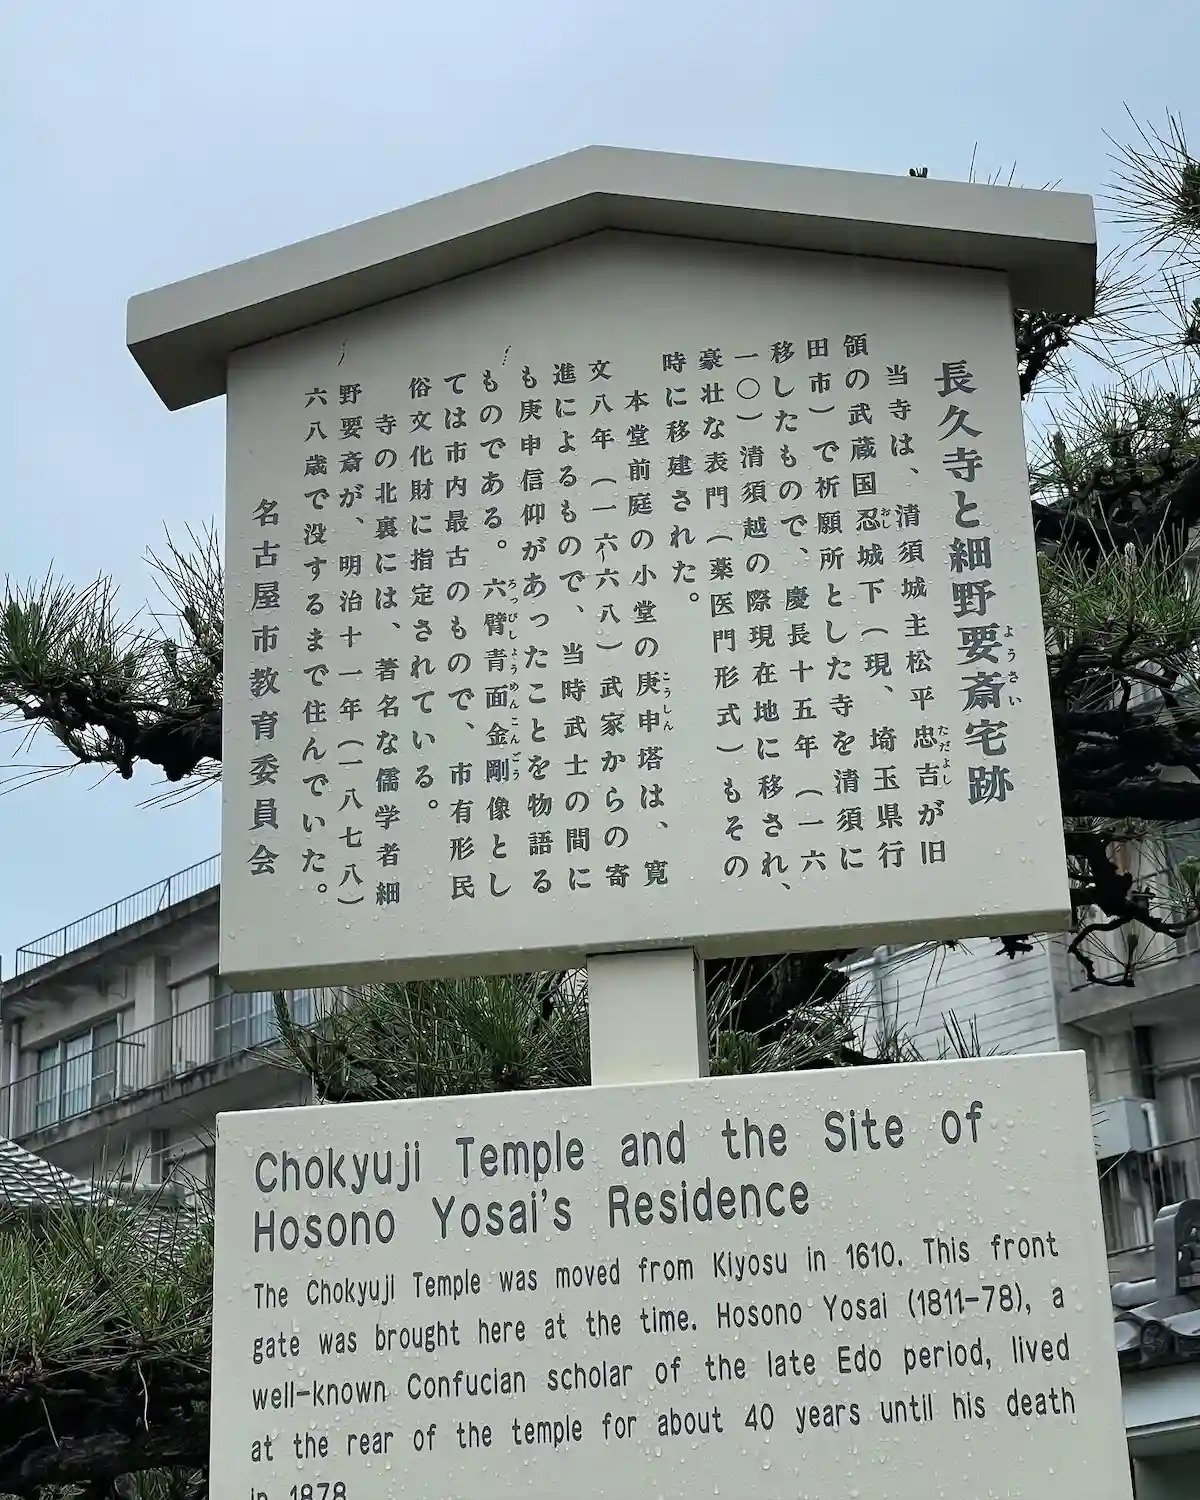 長久寺と細野要斎宅跡
当寺は、清須城主松平忠吉が旧
領の武蔵国忍城下（現、埼玉県行
田市）で祈願所とした寺を清須に
移したもので、慶長十五年（一六
一〇）清須越の際現在地に移され、
豪壮な表門（薬医門形式）もその
時に移建された。
本堂前庭の小堂の庚申塔は、寛
文八年（一六六八）武家からの寄
進によるもので、当時武士の間に
も庚申信仰があったことを物語る
ものである。六臂青面金剛像とし
ては市内最古のもので、市有形民
俗文化財に指定されている。
寺の北裏には、著名な儒学者細
野要斎が、明治十一年（一八七八）
六八歳で没するまで住んでいた。
名古屋市教育委員会
Chokyuji Temple and the Site of
Hosono Yosai's Residence
The Chokyuji Temple was moved from Kiyosu in 1610. This front
gate was brought here at the time. Hosono Yosai (1811-78), a
well-known Confucian scholar of the late Edo period, lived
at the rear of the temple for about 40 years until his death
in 1878